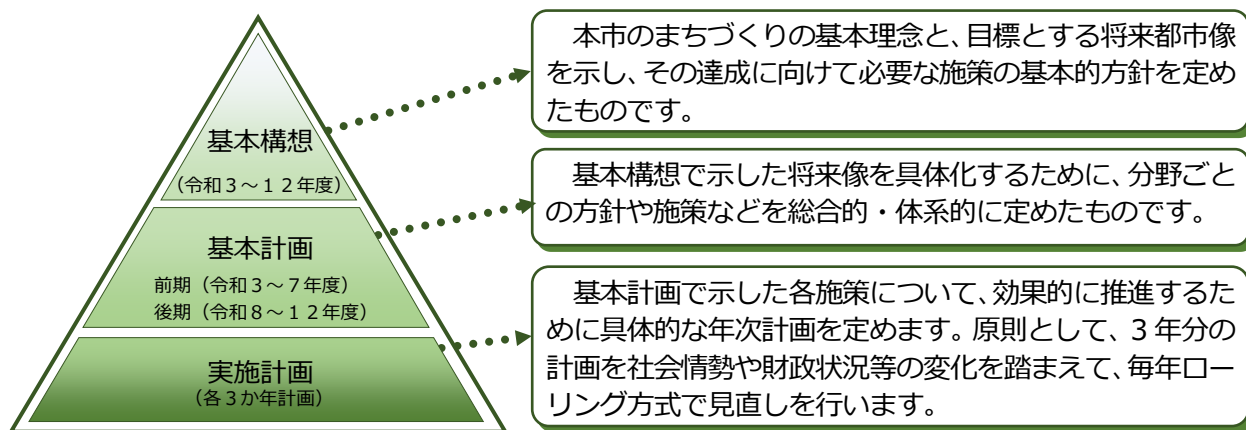 基本構想
（令和３～１２年度）
本市のまちづくりの基本理念と、目標とする将来都市像
を示し、その達成に向けて必要な施策の基本的方針を定め
たものです。
基本計画
前期（令和３～７年度）
後期（令和８～１２年度）
基本構想で示した将来像を具体化するために、分野ごと
の方針や施策などを総合的・体系的に定めたものです。
実施計画
（各３か年計画）
基本計画で示した各施策について、効果的に推進するた
めに具体的な年次計画を定めます。原則として、３年分の
計画を社会情勢や財政状況等の変化を踏まえて、毎年ロー
リング方式で見直しを行います。